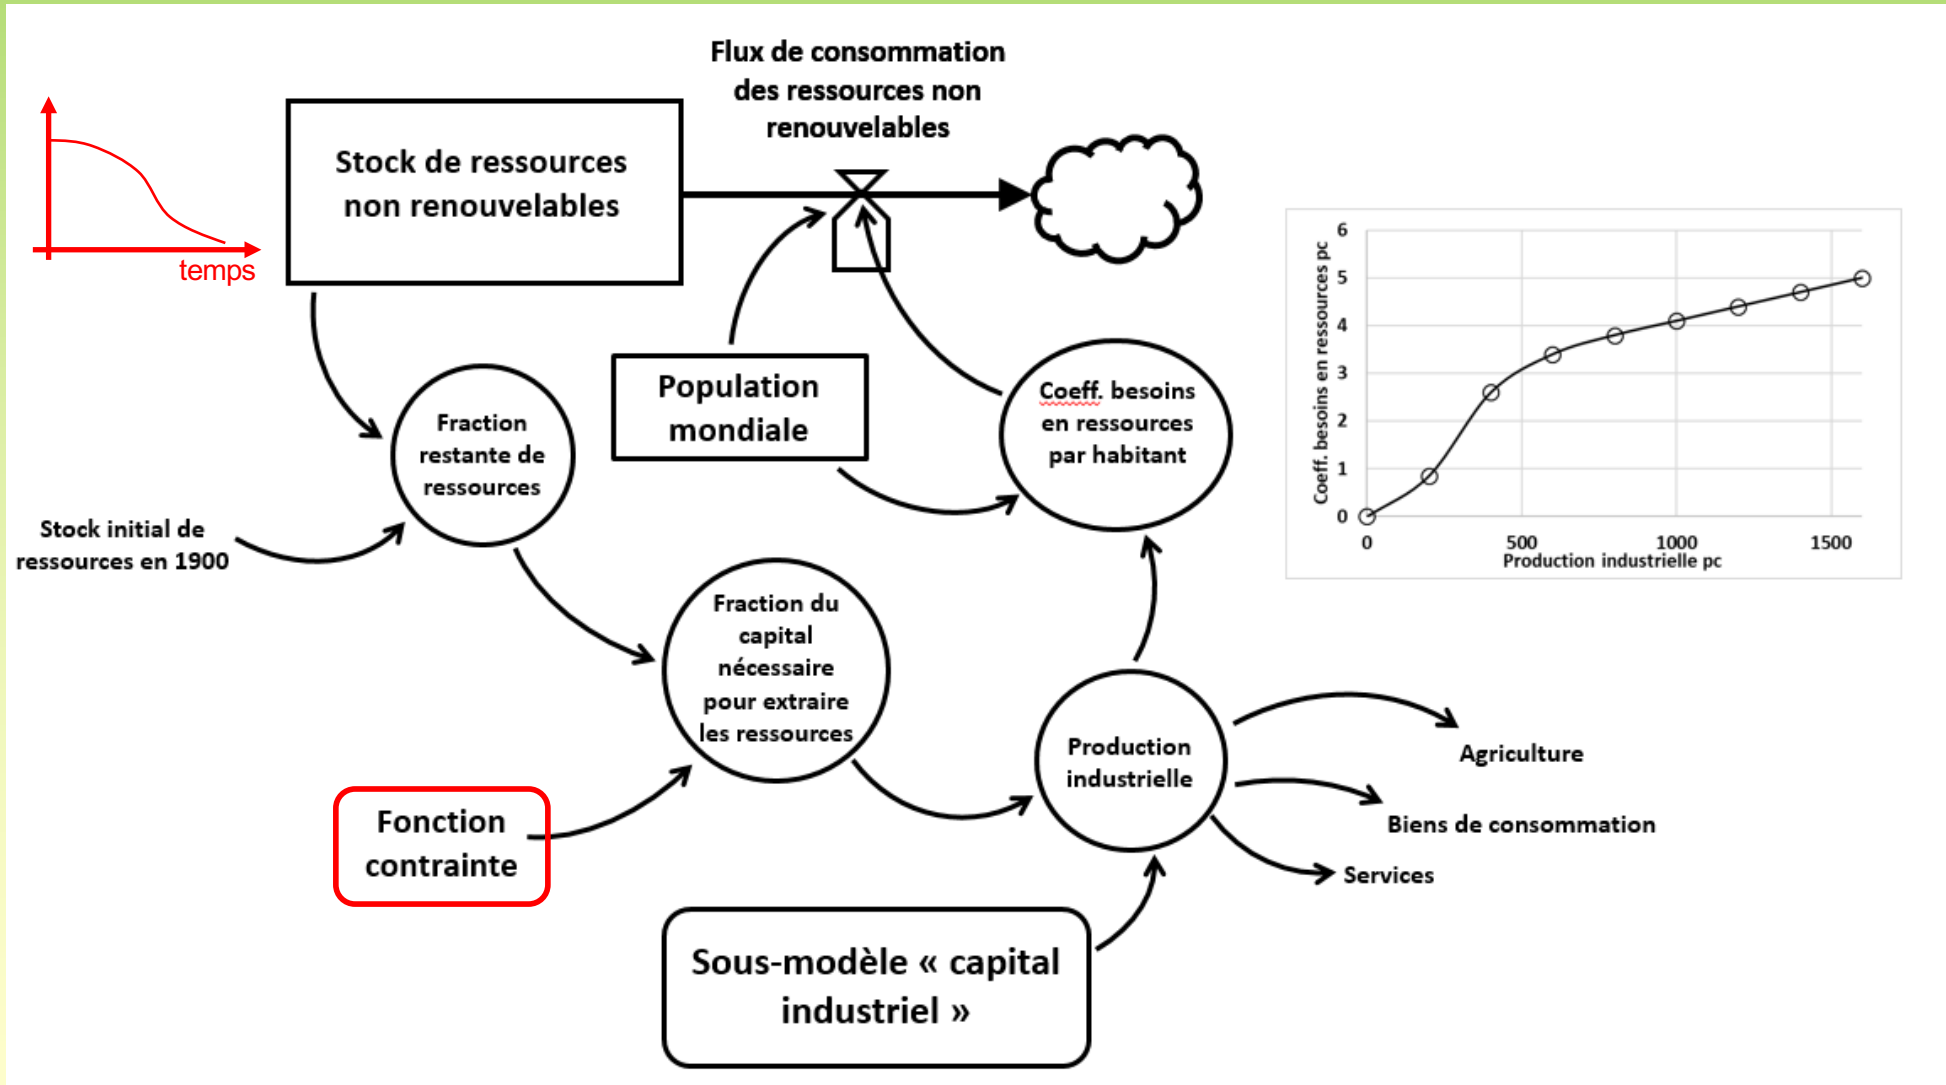 Flux de consommation
des ressources non
renouvelables
Stock de ressources
non renouvelables
temps
Population
mondiale
Coeff. besoins
en ressources
par habitant
Fraction
restante de
ressources
Stock initial de
ressources en 1900
Fraction du
capital
nécessaire
pour extraire
les ressources
Fonction
contrainte
Production
industrielle
Agriculture
Biens de consommation
Services
Sous-modèle « capital
industriel »
Coeff. besoins en ressources pc
6
5
4
3
2
1
0
0 500 1000 1500
Production industrielle pc